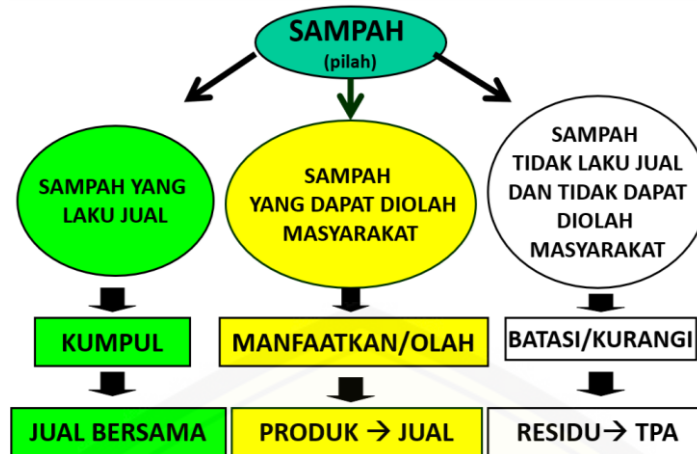 SAMPAH
(pilah)
SAMPAH YANG
LAKU JUAL
SAMPAH
YANG DAPAT DIOLAH
MASYARAKAT
SAMPAH
TIDAK LAKU JUAL
DAN TIDAK DAPAT
DIOLAH
MASYARAKAT
KUMPUL
MANFAATKAN/OLAH
BATASI/KURANGI
JUAL BERSAMA
PRODUK → JUAL
RESIDU→ TPA